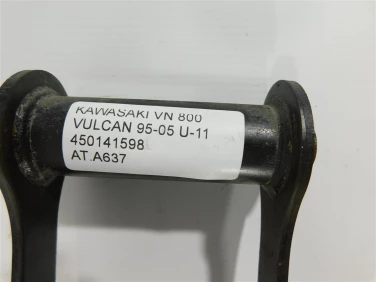 KAWASAKI VN 800
VULCAN 95-05 U-11
450141598
AT.A637